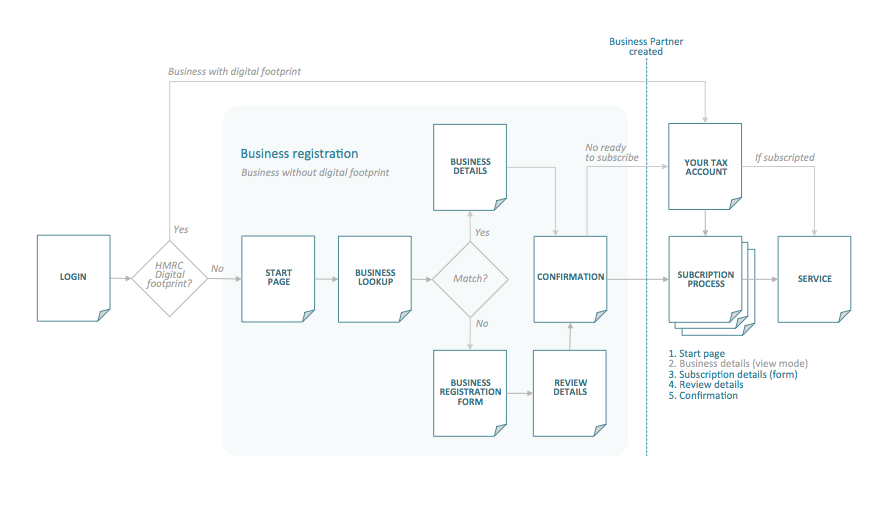 Business Partner
created
Business with digital footprint
Business registration
Business without digital footprint
BUSINESS
DETAILS
No ready
to subscribe
YOUR TAX
ACCOUNT
If subscripted
Yes
Yes
LOGIN
HMRC
Digital
footprint?
No
START
PAGE
BUSINESS
LOOKUP
Match?
CONFIRMATION
SUBCRIPTION
PROCESS
SERVICE
No
BUSINESS
REGISTRATION
FORM
REVIEW
DETAILS
1. Start page
2. Business details (view mode)
3. Subscription details (form)
4. Review details
5. Confirmation